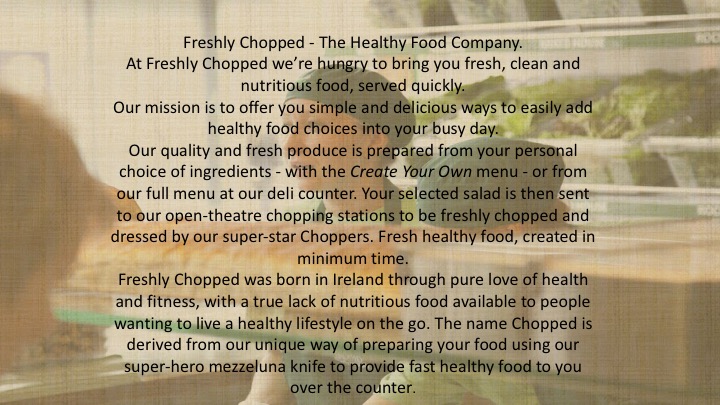 Freshly Chopped - The Healthy Food Company.
At Freshly Chopped we’re hungry to bring you fresh, clean and
nutritious food, served quickly.
Our mission is to offer you simple and delicious ways to easily add
healthy food choices into your busy day.
Our quality and fresh produce is prepared from your personal
choice of ingredients - with the Create Your Own menu - or from
our full menu at our deli counter. Your selected salad is then sent
to our open-theatre chopping stations to be freshly chopped and
dressed by our super-star Choppers. Fresh healthy food, created in
minimum time.
Freshly Chopped was born in Ireland through pure love of health
and fitness, with a true lack of nutritious food available to people
wanting to live a healthy lifestyle on the go. The name Chopped is
derived from our unique way of preparing your food using our
super-hero mezzeluna knife to provide fast healthy food to you
over the counter.